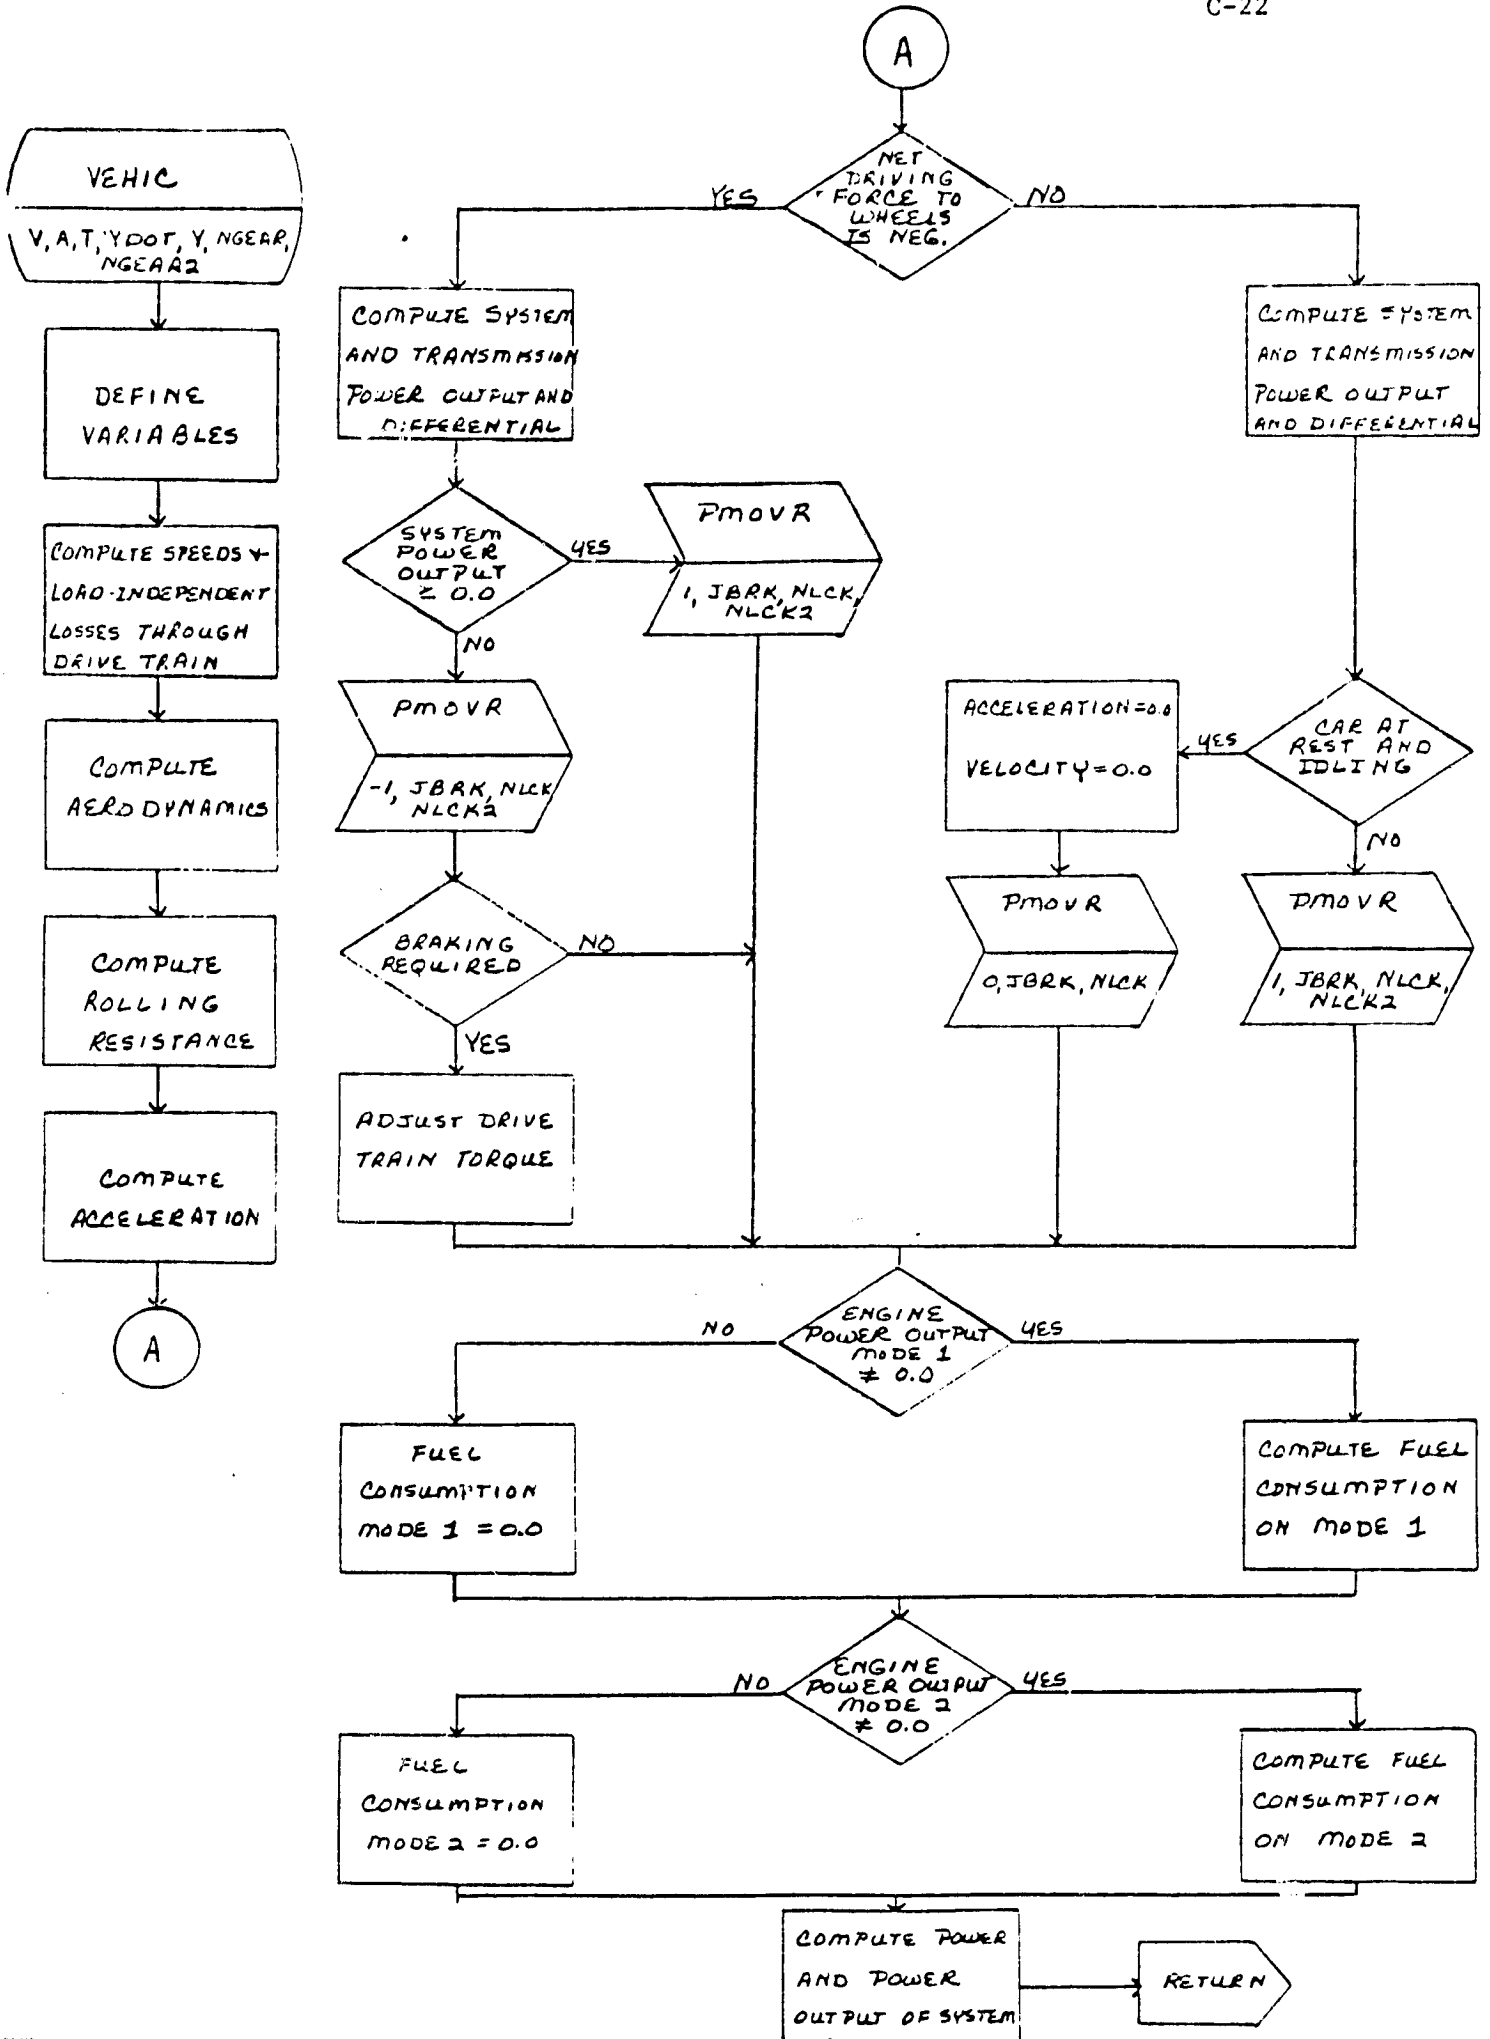 C-22
VEHIC
V, A, T, YDOT, Y, NGEAR,
NGEAR2
DEFINE
VARIABLES
COMPUTE SPEEDS +
LOAD-INDEPENDENT
LOSSES THROUGH
DRIVE TRAIN
COMPUTE
AERODYNAMICS
COMPUTE
ROLLING
RESISTANCE
COMPUTE
ACCELERATION
A
A
NET
DRIVING
FORCE TO
WHEELS
IS NEG.
YES
NO
COMPUTE SYSTEM
AND TRANSMISSION
POWER OUTPUT AND
DIFFERENTIAL
COMPUTE SYSTEM
AND TRANSMISSION
POWER OUTPUT
AND DIFFERENTIAL
SYSTEM
POWER
OUTPUT
≥ 0.0
YES
NO
PMOVR
1, JBRK, NLCK,
NLCK2
PMOVR
-1, JBRK, NLCK
NLCK2
BRAKING
REQUIRED
NO
YES
ADJUST DRIVE
TRAIN TORQUE
CAR AT
REST AND
IDLING
YES
NO
ACCELERATION=0.0
VELOCITY=0.0
PMOVR
0, JBRK, NLCK
PMOVR
1, JBRK, NLCK,
NLCK2
ENGINE
POWER OUTPUT
MODE 1
≠ 0.0
NO
YES
FUEL
CONSUMPTION
MODE 1 = 0.0
COMPUTE FUEL
CONSUMPTION
ON MODE 1
ENGINE
POWER OUTPUT
MODE 2
≠ 0.0
NO
YES
FUEL
CONSUMPTION
MODE 2 = 0.0
COMPUTE FUEL
CONSUMPTION
ON MODE 2
COMPUTE POWER
AND POWER
OUTPUT OF SYSTEM
RETURN